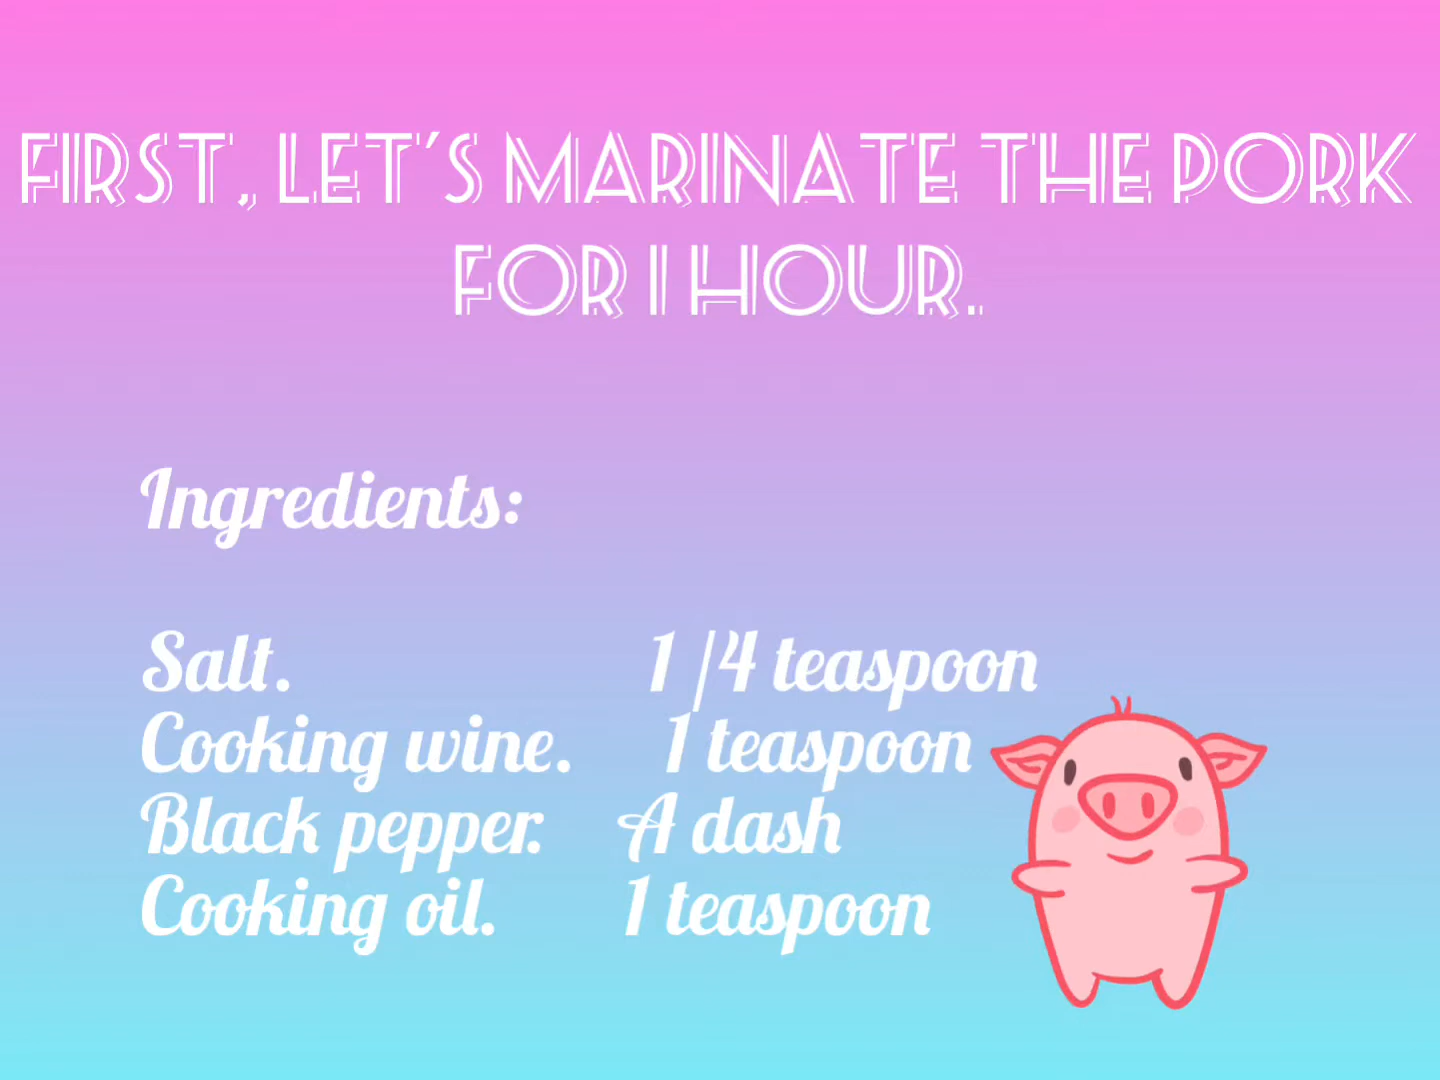 FIRST, LET'S MARINATE THE PORK
FOR 1 HOUR.
Ingredients:
Salt. 1 /4 teaspoon
Cooking wine. 1 teaspoon
Black pepper. A dash
Cooking oil. 1 teaspoon